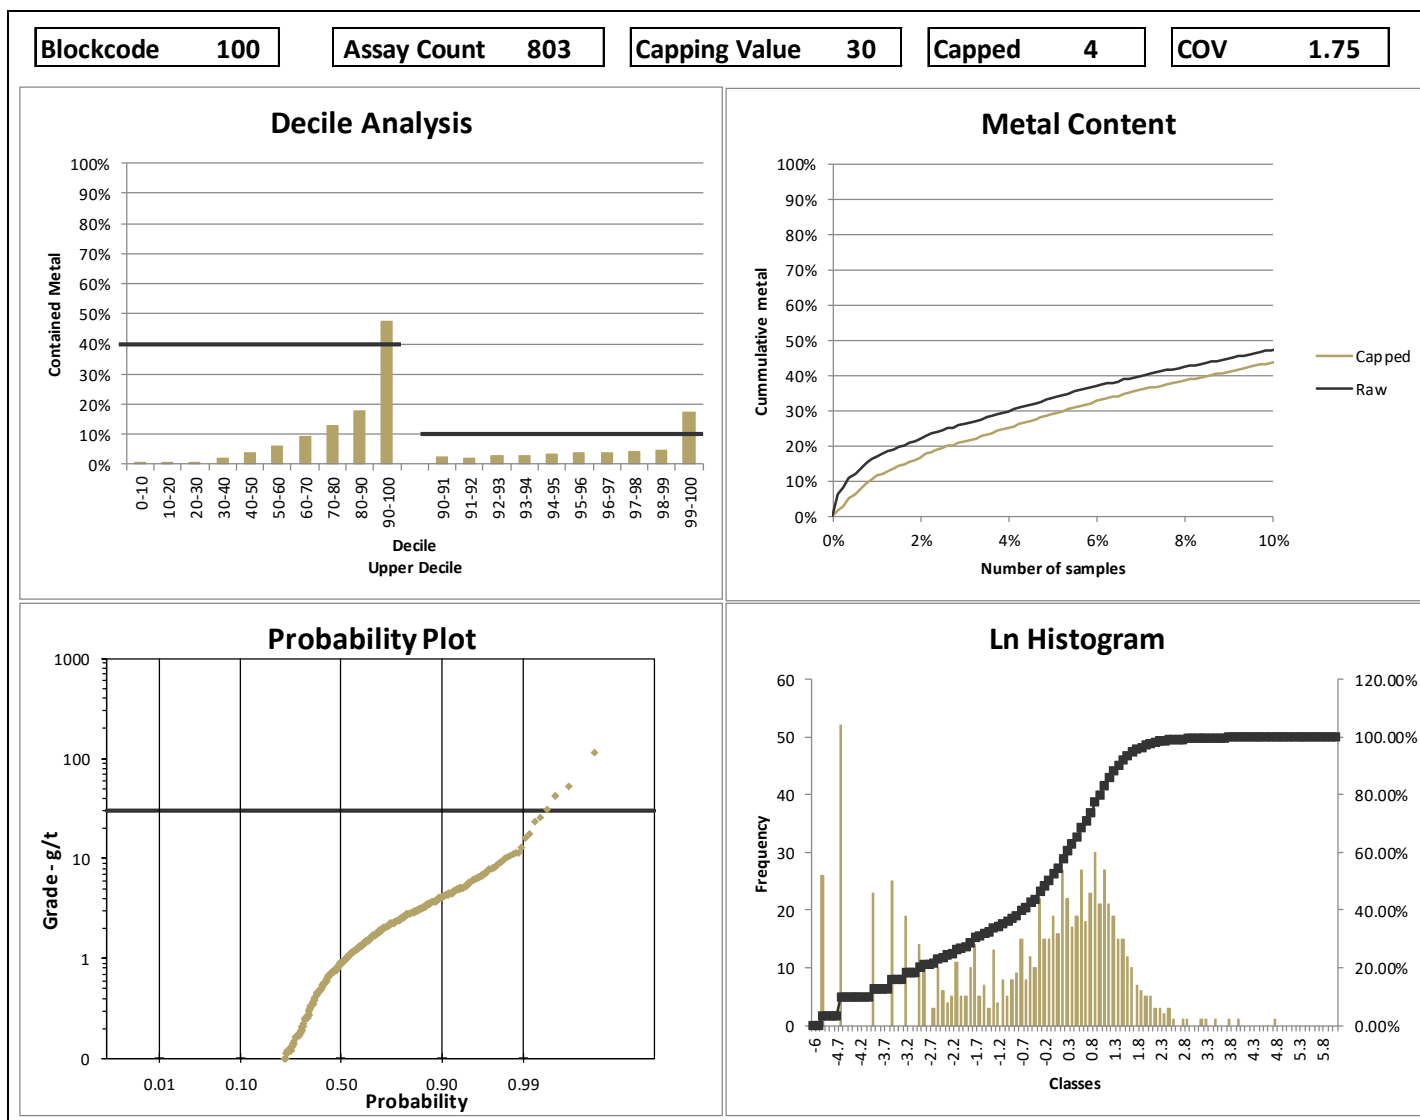 Blockcode 100
Assay Count 803
Capping Value 30
Capped 4
COV 1.75
Decile Analysis
100%
90%
80%
70%
60%
50%
40%
30%
20%
10%
0%
Contained Metal
0-10 10-20 20-30 30-40 40-50 50-60 60-70 70-80 80-90 90-100 90-91 91-92 92-93 93-94 94-95 95-96 96-97 97-98 98-99 99-100
Decile
Upper Decile
Metal Content
100%
90%
80%
70%
60%
50%
40%
30%
20%
10%
0%
Cummulative metal
0% 2% 4% 6% 8% 10%
Number of samples
Capped
Raw
Probability Plot
1000
100
10
1
0
Grade - g/t
0.01 0.10 0.50 0.90 0.99
Probability
Ln Histogram
60
50
40
30
20
10
0
Frequency
120.00%
100.00%
80.00%
60.00%
40.00%
20.00%
0.00%
-6 -4.7 -4.2 -3.7 -3.2 -2.7 -2.2 -1.7 -1.2 -0.7 -0.2 0.3 0.8 1.3 1.8 2.3 2.8 3.3 3.8 4.3 4.8 5.3 5.8
Classes